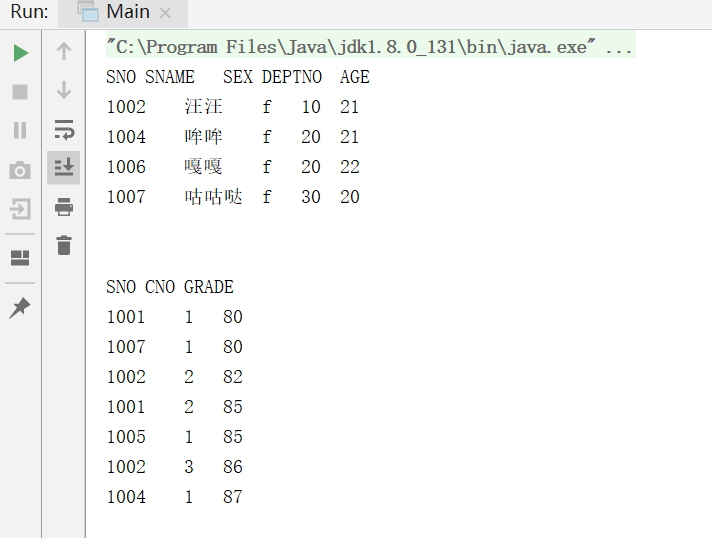 Run: Main
"C:\Program Files\Java\jdk1.8.0_131\bin\java.exe" ...
SNO SNAME SEX DEPTNO AGE
1002 汪汪 f 10 21
1004 哞哞 f 20 21
1006 嘎嘎 f 20 22
1007 咕咕哒 f 30 20
SNO CNO GRADE
1001 1 80
1007 1 80
1002 2 82
1001 2 85
1005 1 85
1002 3 86
1004 1 87